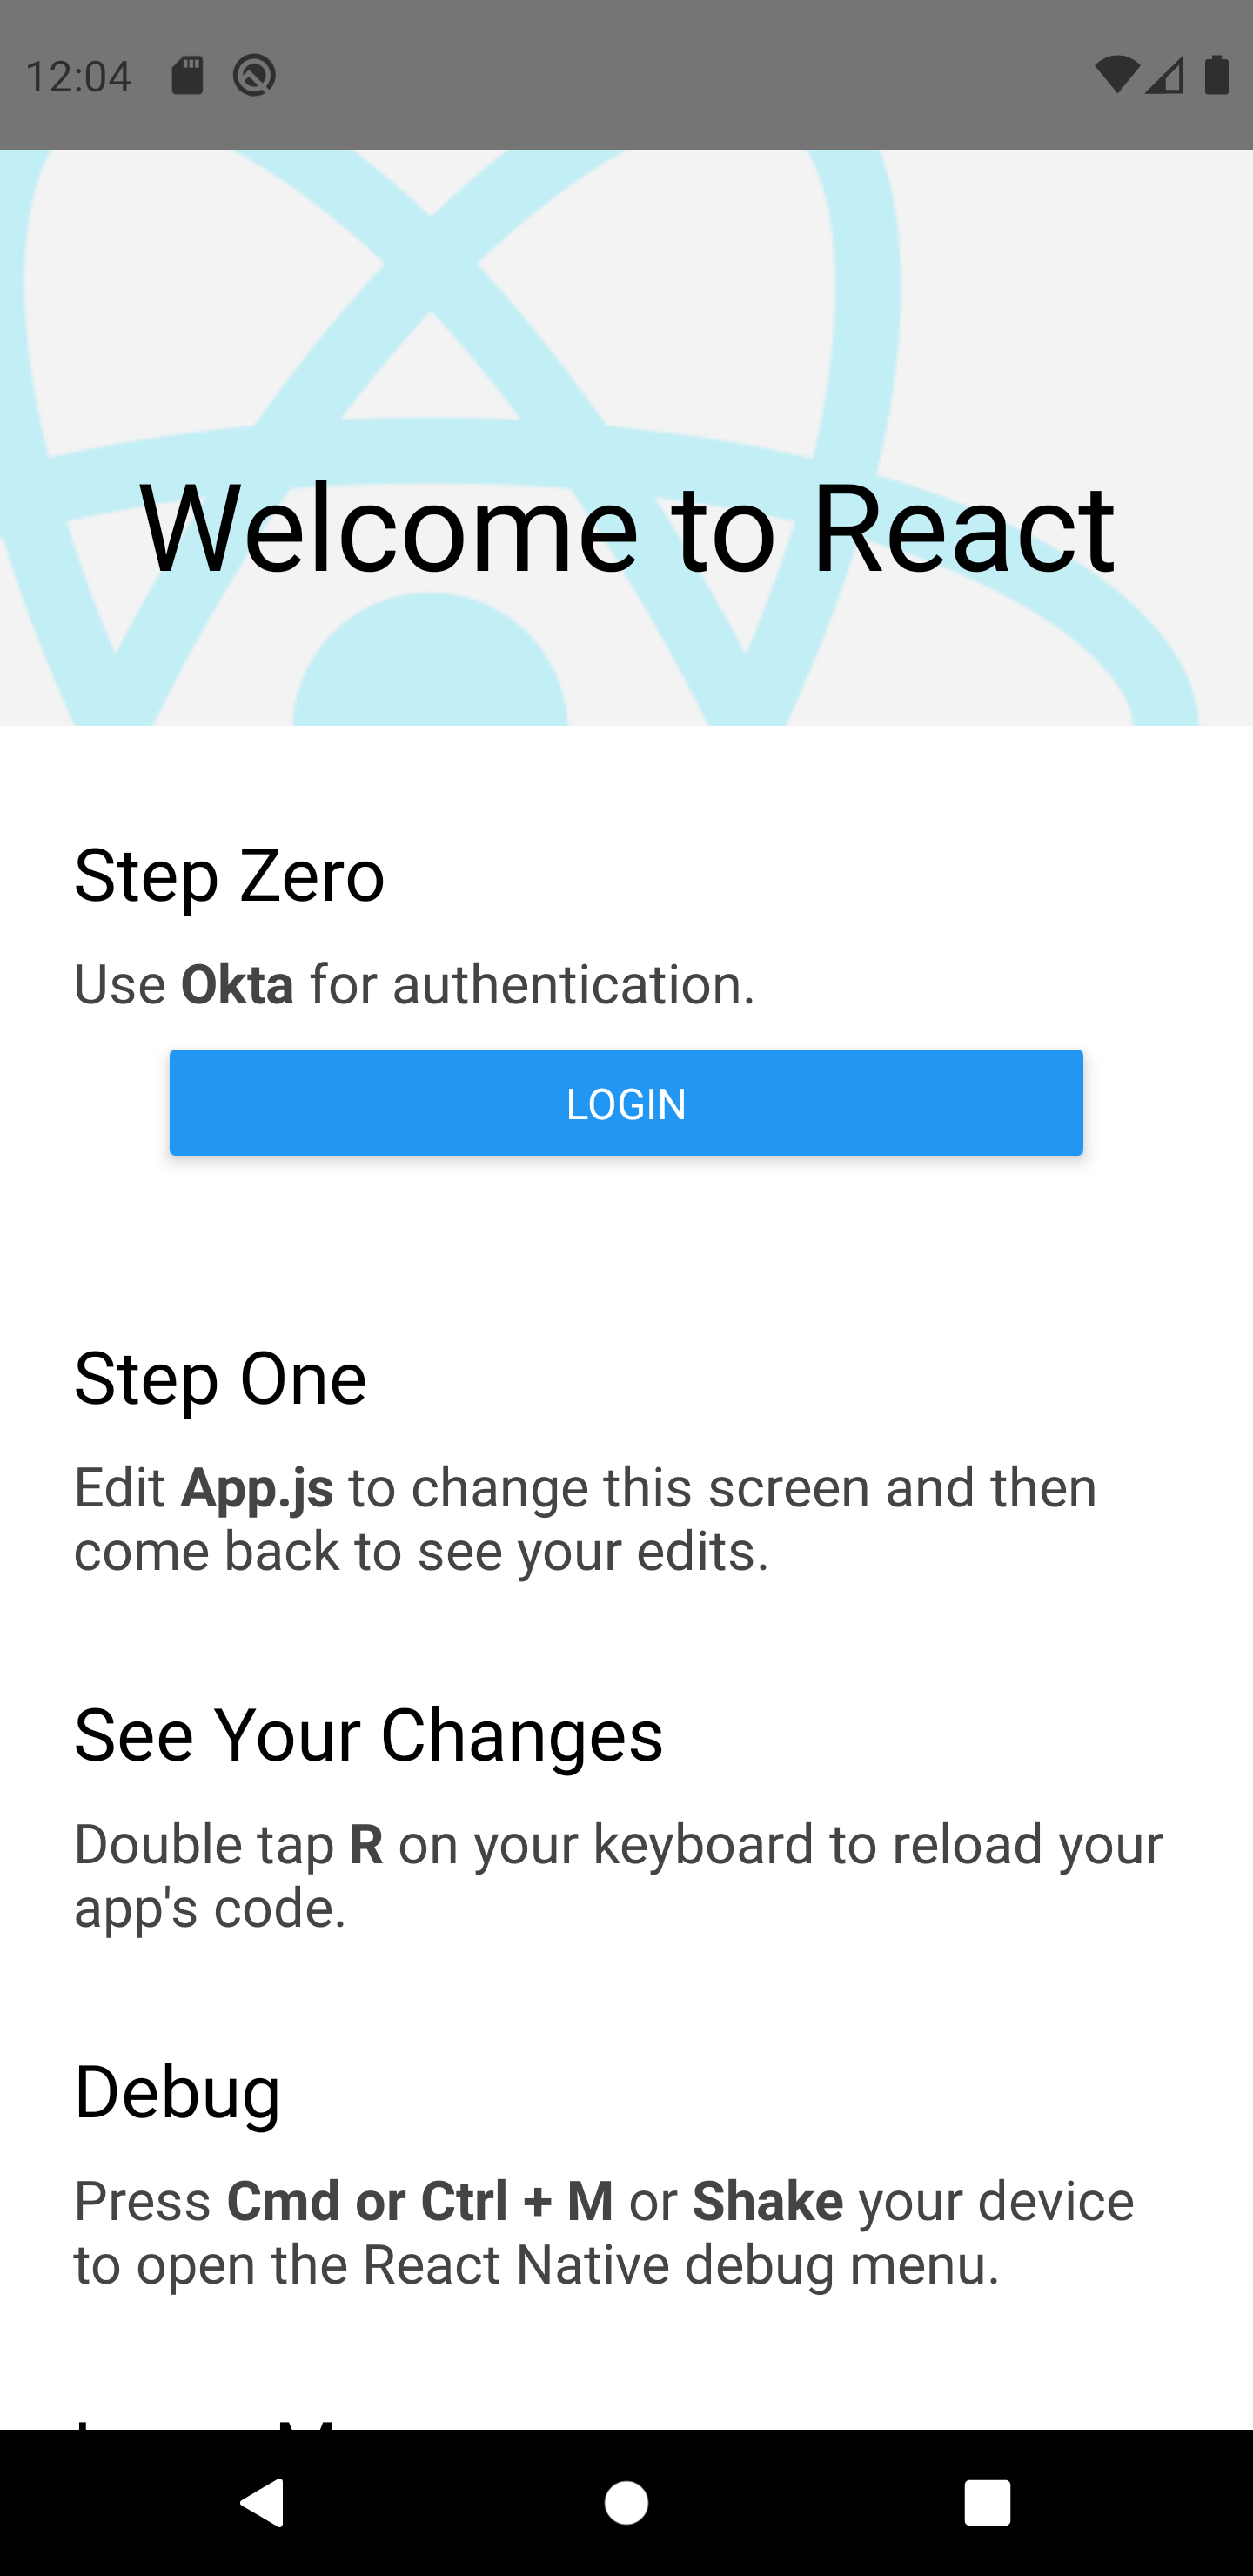 12:04
Welcome to React
Step Zero
Use Okta for authentication.
LOGIN
Step One
Edit App.js to change this screen and then
come back to see your edits.
See Your Changes
Double tap R on your keyboard to reload your
app's code.
Debug
Press Cmd or Ctrl + M or Shake your device
to open the React Native debug menu.